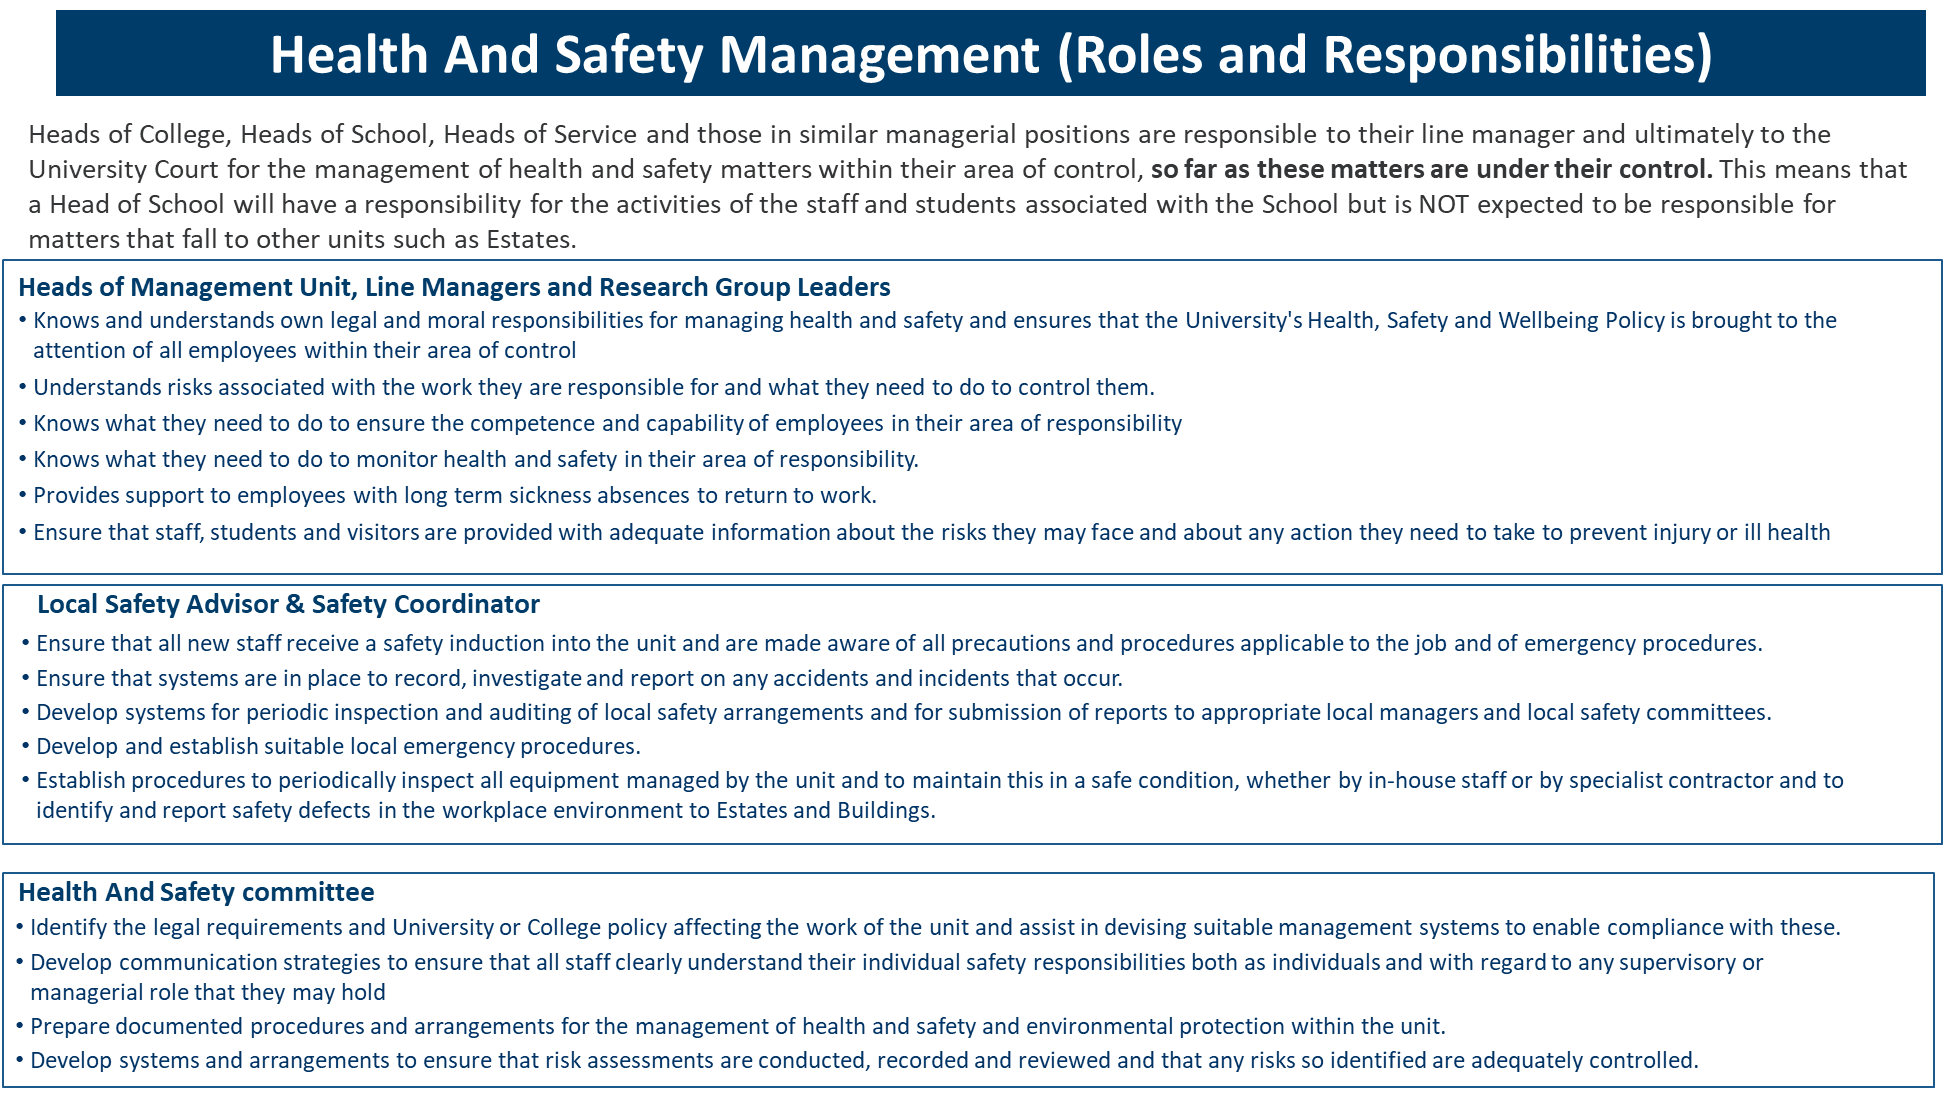 Health And Safety Management (Roles and Responsibilities)
Heads of College, Heads of School, Heads of Service and those in similar managerial positions are responsible to their line manager and ultimately to the
University Court for the management of health and safety matters within their area of control, so far as these matters are under their control. This means that
a Head of School will have a responsibility for the activities of the staff and students associated with the School but is NOT expected to be responsible for
matters that fall to other units such as Estates.
Heads of Management Unit, Line Managers and Research Group Leaders
• Knows and understands own legal and moral responsibilities for managing health and safety and ensures that the University's Health, Safety and Wellbeing Policy is brought to the
attention of all employees within their area of control
• Understands risks associated with the work they are responsible for and what they need to do to control them.
• Knows what they need to do to ensure the competence and capability of employees in their area of responsibility
• Knows what they need to do to monitor health and safety in their area of responsibility.
• Provides support to employees with long term sickness absences to return to work.
• Ensure that staff, students and visitors are provided with adequate information about the risks they may face and about any action they need to take to prevent injury or ill health
Local Safety Advisor & Safety Coordinator
• Ensure that all new staff receive a safety induction into the unit and are made aware of all precautions and procedures applicable to the job and of emergency procedures.
• Ensure that systems are in place to record, investigate and report on any accidents and incidents that occur.
• Develop systems for periodic inspection and auditing of local safety arrangements and for submission of reports to appropriate local managers and local safety committees.
• Develop and establish suitable local emergency procedures.
• Establish procedures to periodically inspect all equipment managed by the unit and to maintain this in a safe condition, whether by in-house staff or by specialist contractor and to
identify and report safety defects in the workplace environment to Estates and Buildings.
Health And Safety committee
• Identify the legal requirements and University or College policy affecting the work of the unit and assist in devising suitable management systems to enable compliance with these.
• Develop communication strategies to ensure that all staff clearly understand their individual safety responsibilities both as individuals and with regard to any supervisory or
managerial role that they may hold
• Prepare documented procedures and arrangements for the management of health and safety and environmental protection within the unit.
• Develop systems and arrangements to ensure that risk assessments are conducted, recorded and reviewed and that any risks so identified are adequately controlled.